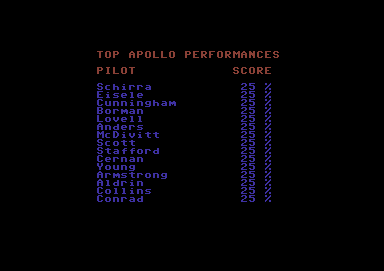 TOP APOLLO PERFORMANCES
PILOT SCORE
Schirra 25 %
Eisele 25 %
Cunningham 25 %
Borman 25 %
Lovell 25 %
Anders 25 %
McDivitt 25 %
Scott 25 %
Stafford 25 %
Cernan 25 %
Young 25 %
Armstrong 25 %
Aldrin 25 %
Collins 25 %
Conrad 25 %